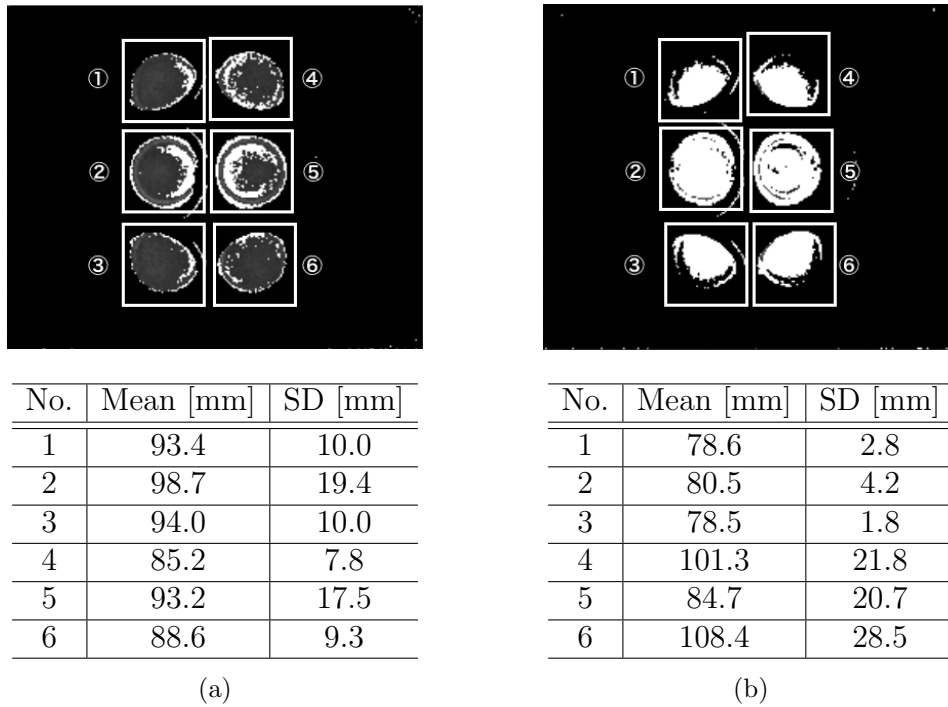 ① ④
② ⑤
③ ⑥
No. Mean [mm] SD [mm]
1 93.4 10.0
2 98.7 19.4
3 94.0 10.0
4 85.2 7.8
5 93.2 17.5
6 88.6 9.3
(a)
① ④
② ⑤
③ ⑥
No. Mean [mm] SD [mm]
1 78.6 2.8
2 80.5 4.2
3 78.5 1.8
4 101.3 21.8
5 84.7 20.7
6 108.4 28.5
(b)